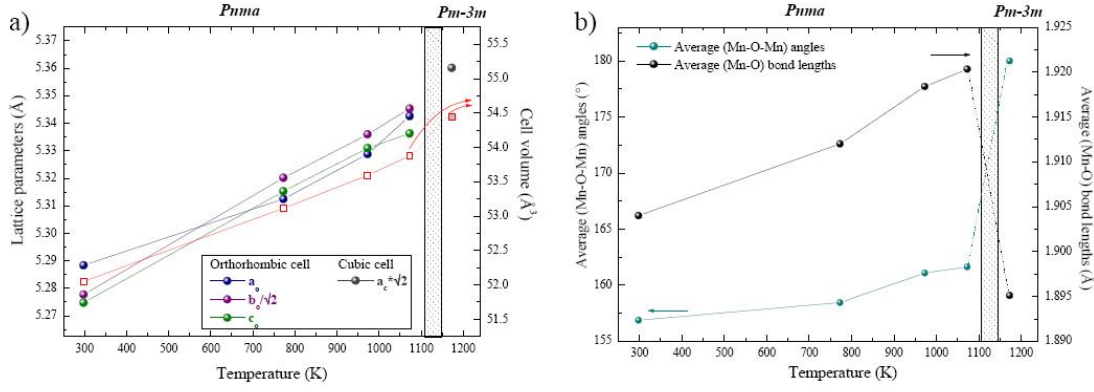 a)
Pnma
Pm-3m
5.37
5.36
5.35
5.34
5.33
5.32
5.31
5.30
5.29
5.28
5.27
Lattice parameters (Å)
55.5
55.0
54.5
54.0
53.5
53.0
52.5
52.0
51.5
Cell volume (Å³)
Orthorhombic cell
Cubic cell
aₒ
a_c*√2
bₒ/√2
cₒ
300 400 500 600 700 800 900 1000 1100 1200
Temperature (K)
b)
Pnma
Pm-3m
Average (Mn-O-Mn) angles
Average (Mn-O) bond lengths
180
175
170
165
160
155
Average (Mn-O-Mn) angles (°)
1.925
1.920
1.915
1.910
1.905
1.900
1.895
1.890
Average (Mn-O) bond lengths (Å)
300 400 500 600 700 800 900 1000 1100 1200
Temperature (K)